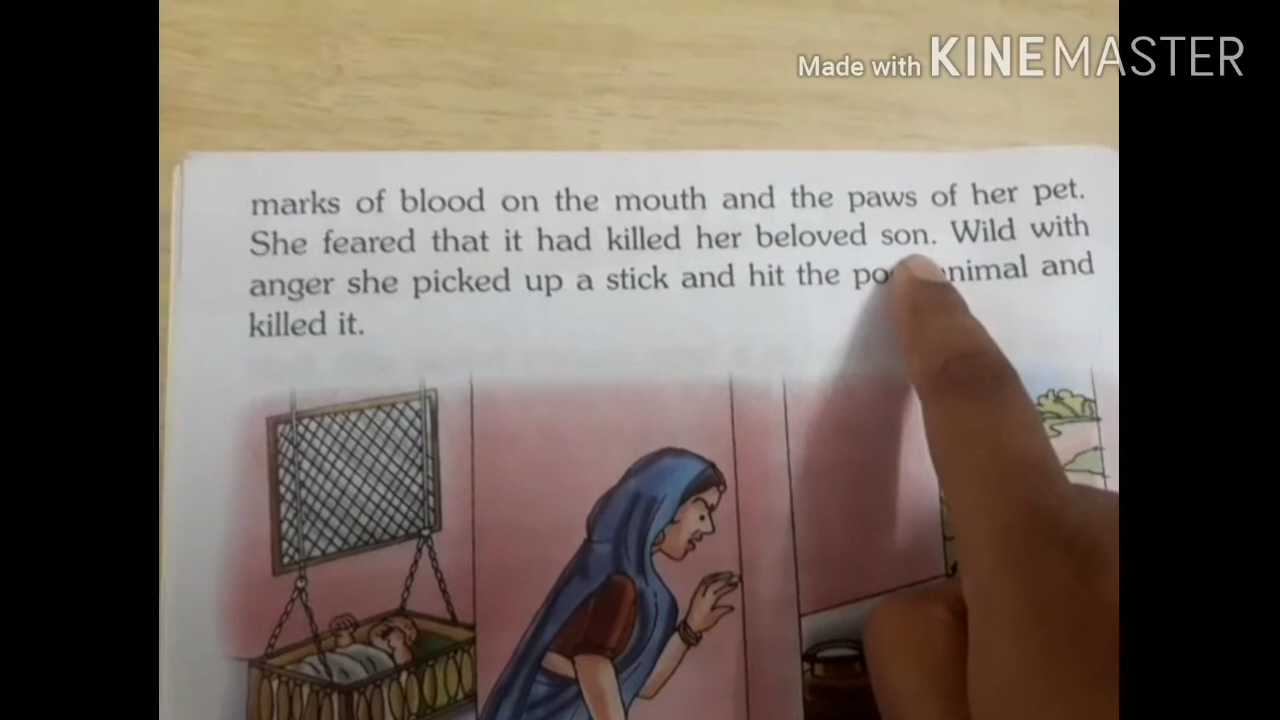 Made with KINEMASTER
marks of blood on the mouth and the paws of her pet.
She feared that it had killed her beloved son. Wild with
anger she picked up a stick and hit the animal and
killed it.